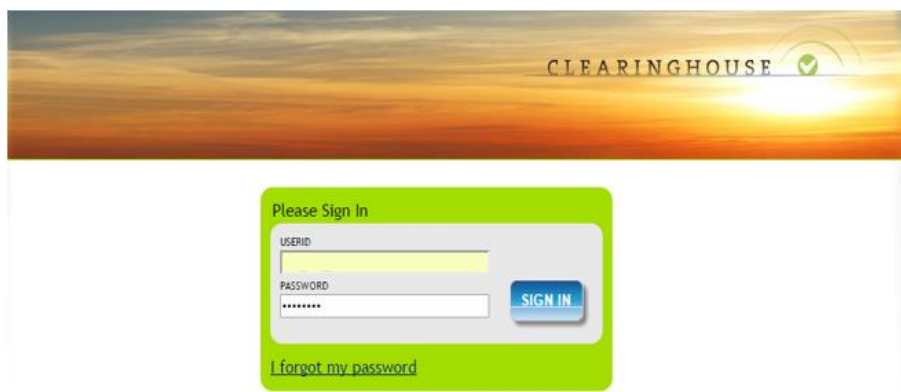 CLEARINGHOUSE
Please Sign In
USERID
PASSWORD
••••••••
SIGN IN
I forgot my password